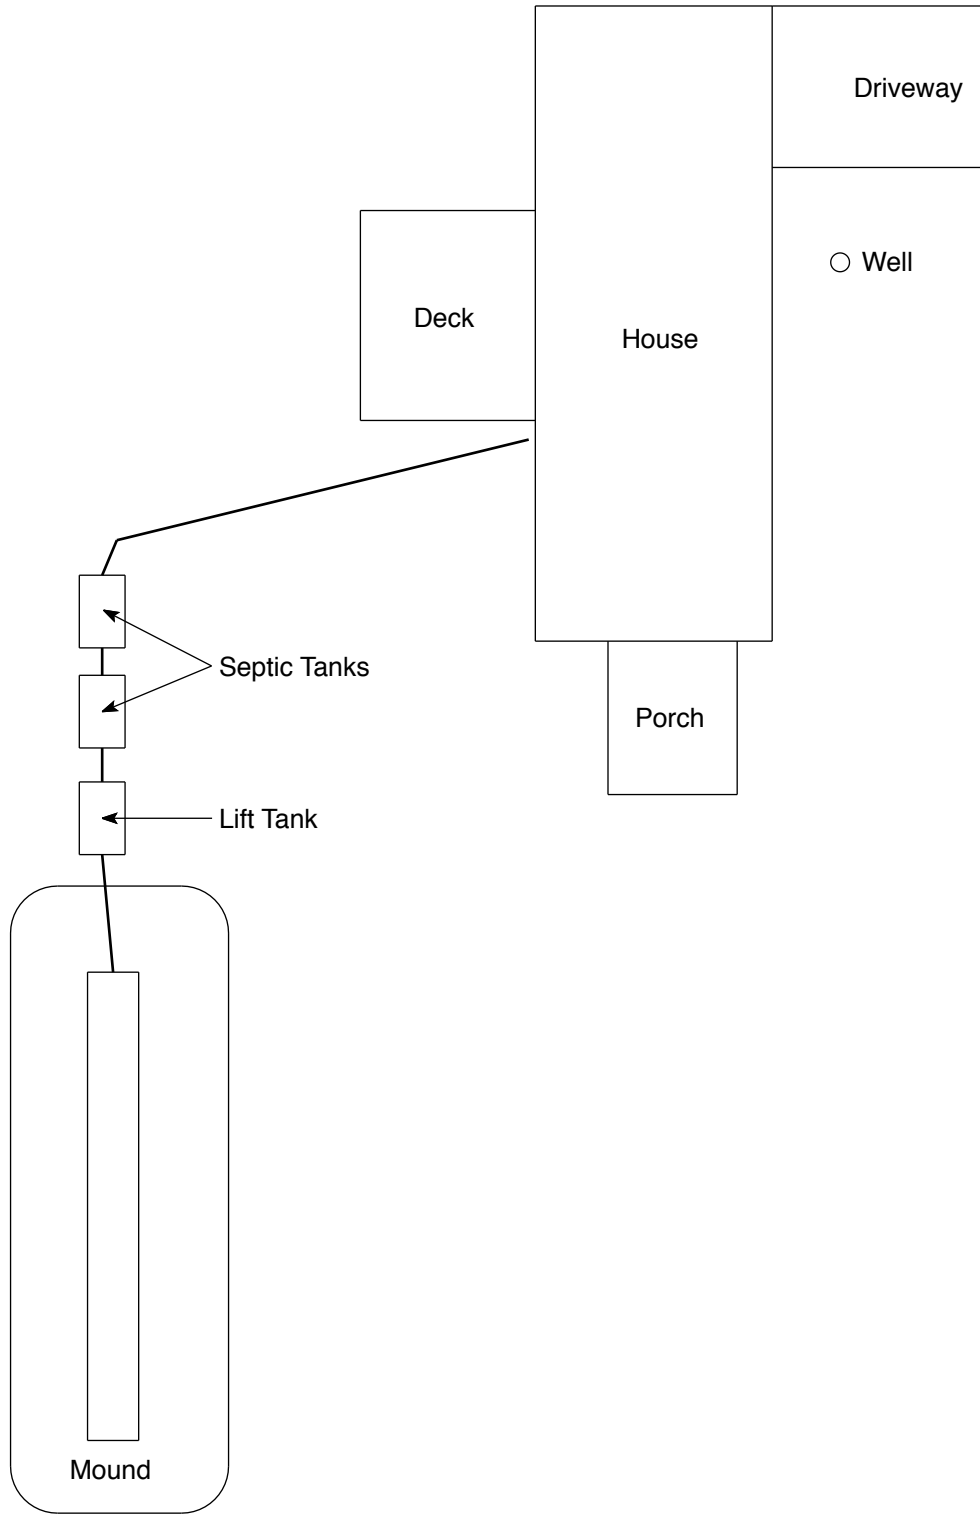 Driveway
Well
Deck
House
Septic Tanks
Porch
Lift Tank
Mound